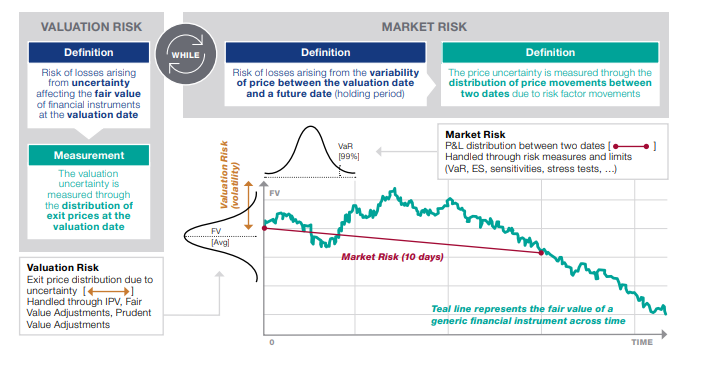 VALUATION RISK
Definition
Risk of losses arising
from uncertainty
affecting the fair value
of financial instruments
at the valuation date
Measurement
The valuation
uncertainty is
measured through
the distribution of
exit prices at the
valuation date
Valuation Risk
Exit price distribution due to
uncertainty [ ]
Handled through IPV, Fair
Value Adjustments, Prudent
Value Adjustments
WHILE
MARKET RISK
Definition
Risk of losses arising from the variability
of price between the valuation date
and a future date (holding period)
Definition
The price uncertainty is measured through the
distribution of price movements between
two dates due to risk factor movements
Market Risk
P&L distribution between two dates [ ]
Handled through risk measures and limits
(VaR, ES, sensitivities, stress tests, ...)
VaR
[99%]
Valuation Risk
(volatility)
FV
FV
[Avg]
Market Risk (10 days)
Teal line represents the fair value of a
generic financial instrument across time
0
TIME